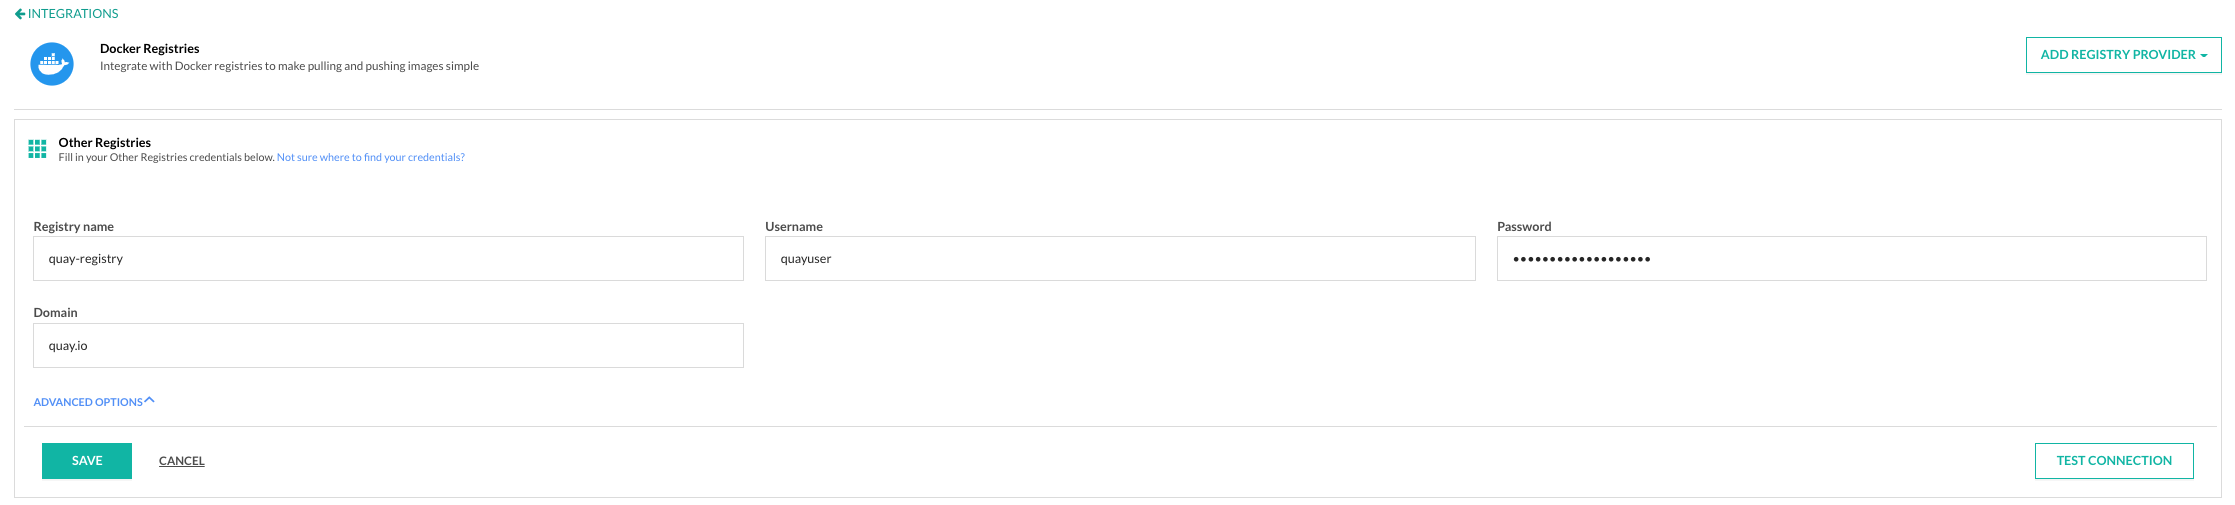 INTEGRATIONS
Docker Registries
Integrate with Docker registries to make pulling and pushing images simple
ADD REGISTRY PROVIDER
Other Registries
Fill in your Other Registries credentials below. Not sure where to find your credentials?
Registry name
Username
Password
quay-registry
quayuser
•••••••••••••••••••
Domain
quay.io
ADVANCED OPTIONS
SAVE
CANCEL
TEST CONNECTION